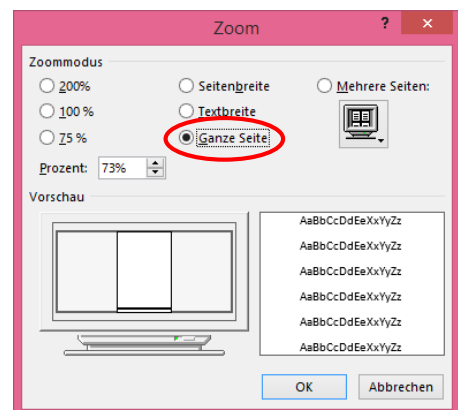 Zoom ? ×
Zoommodus
200% Seitenbreite Mehrere Seiten:
100 % Textbreite
75 % Ganze Seite
Prozent: 73%
Vorschau
AaBbCcDdEeXxYyZz
AaBbCcDdEeXxYyZz
AaBbCcDdEeXxYyZz
AaBbCcDdEeXxYyZz
AaBbCcDdEeXxYyZz
AaBbCcDdEeXxYyZz
OK Abbrechen